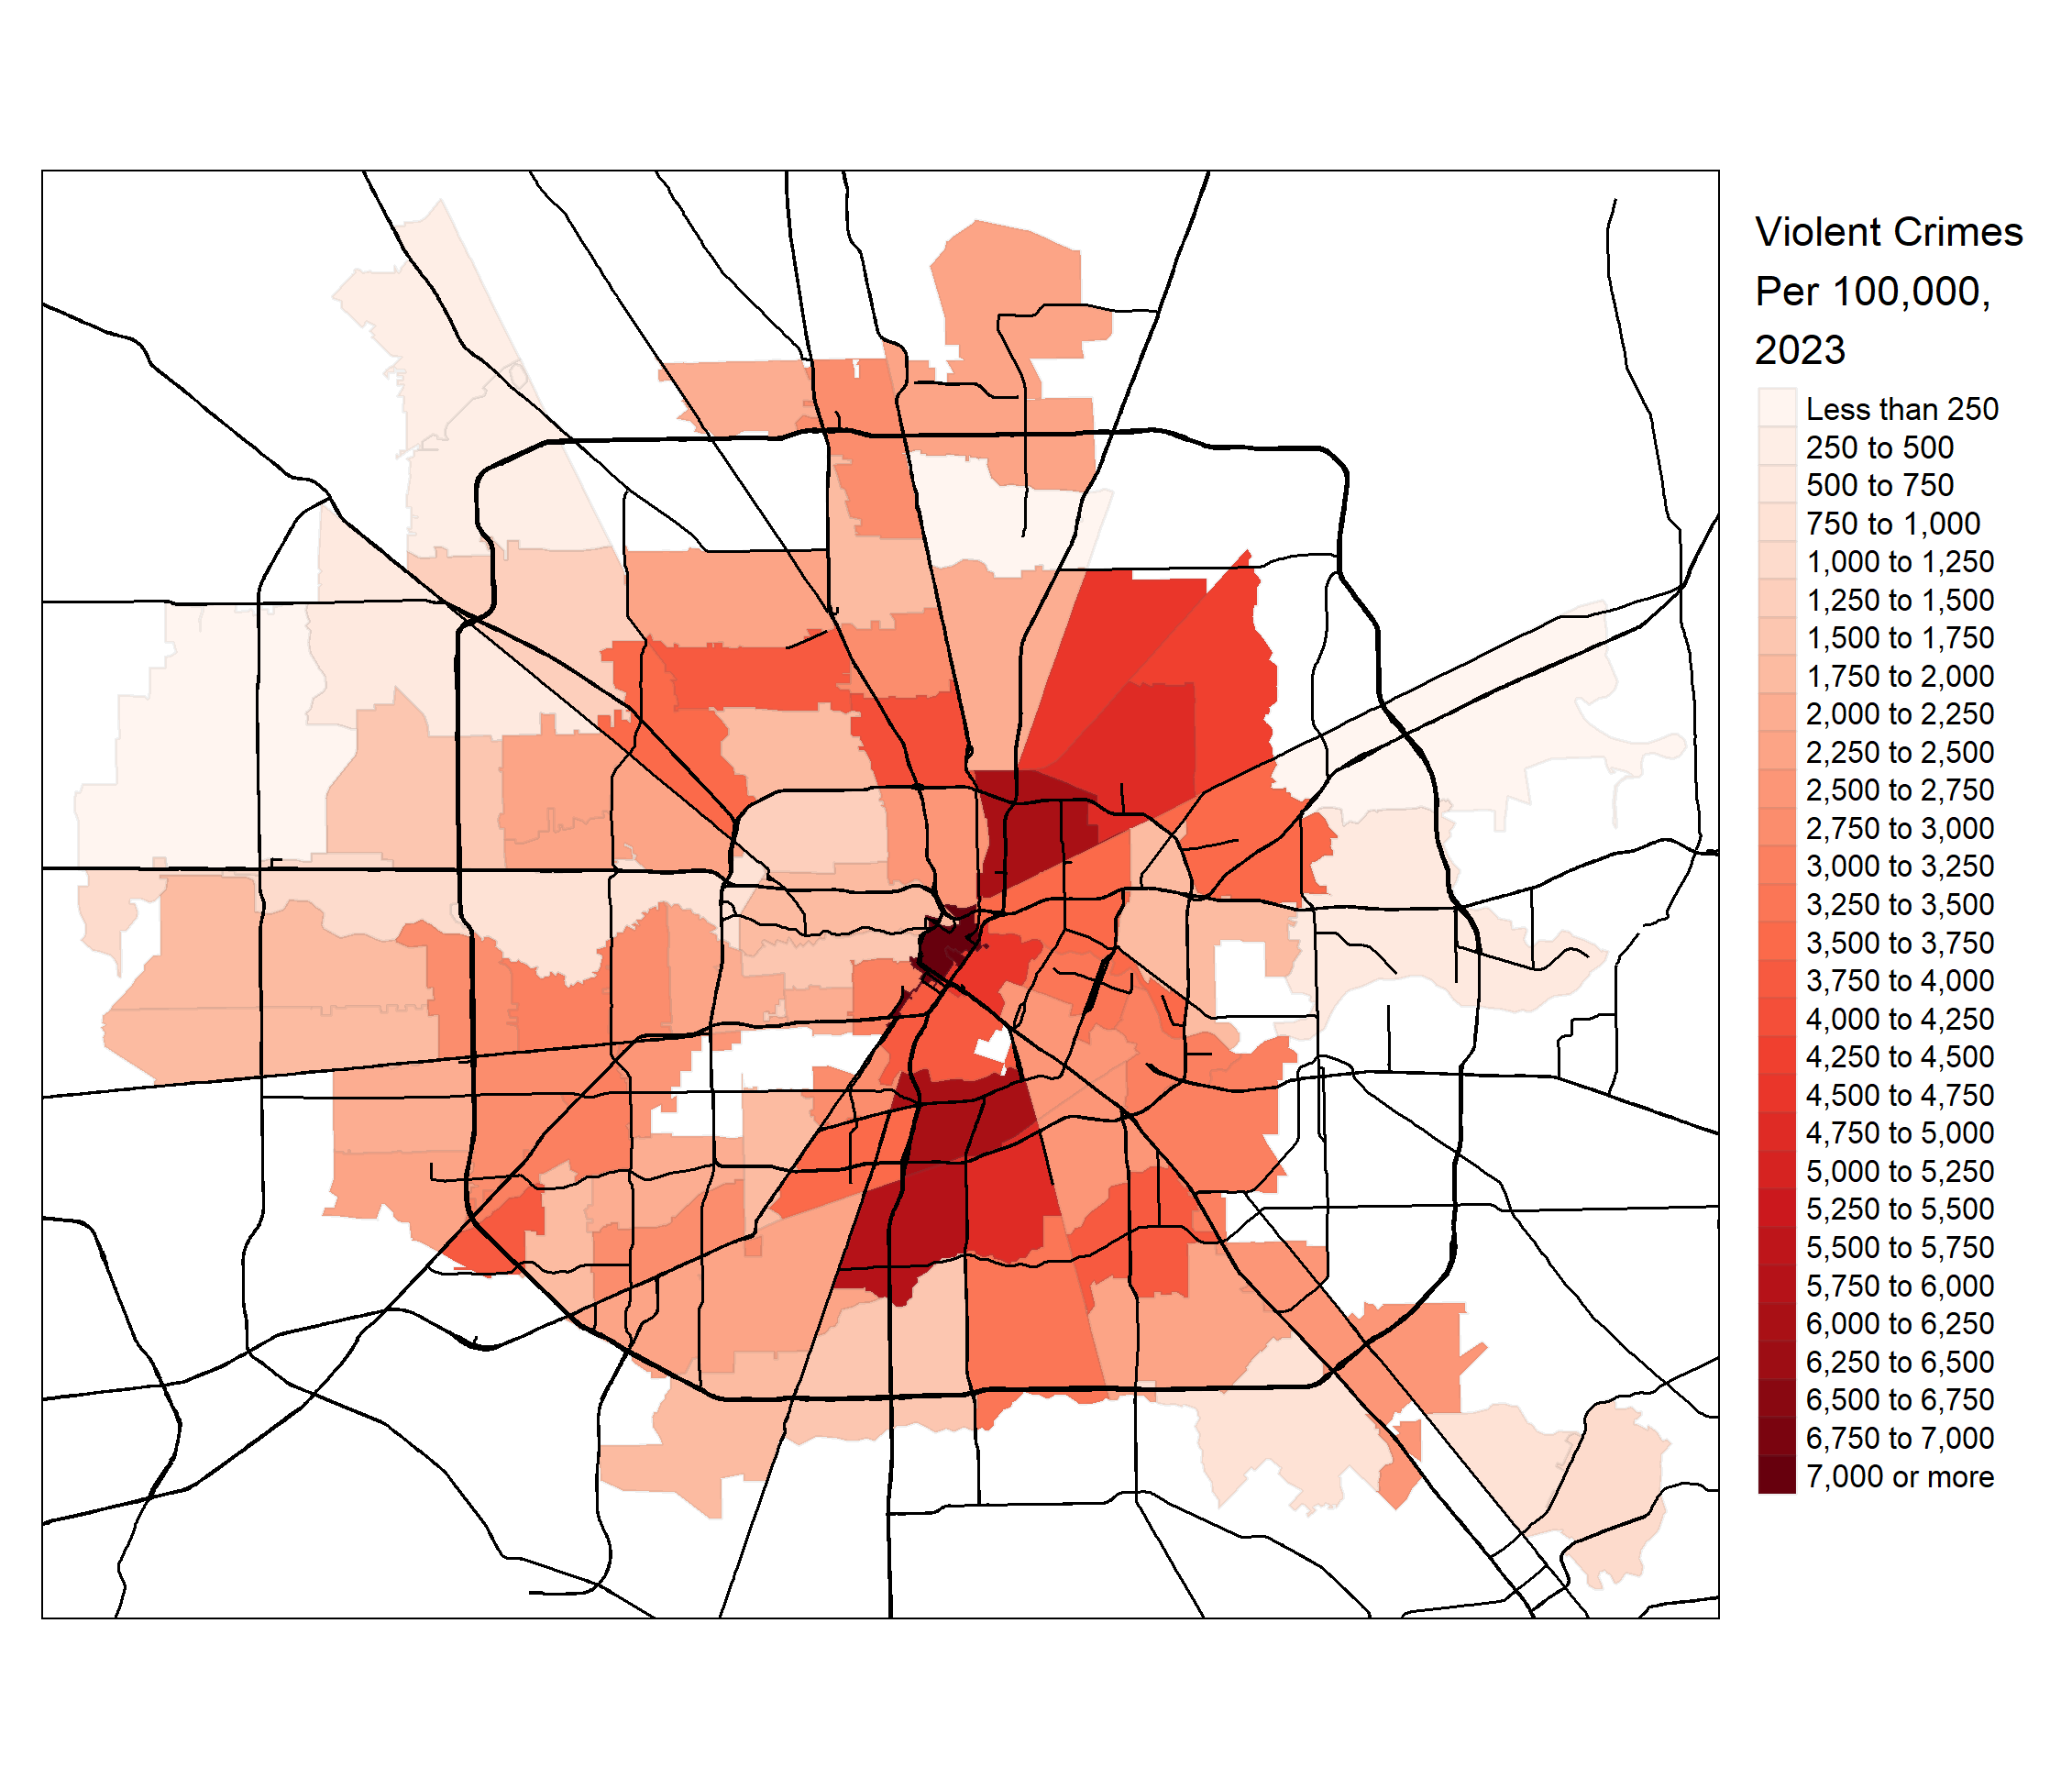 Violent Crimes
Per 100,000,
2023
Less than 250
250 to 500
500 to 750
750 to 1,000
1,000 to 1,250
1,250 to 1,500
1,500 to 1,750
1,750 to 2,000
2,000 to 2,250
2,250 to 2,500
2,500 to 2,750
2,750 to 3,000
3,000 to 3,250
3,250 to 3,500
3,500 to 3,750
3,750 to 4,000
4,000 to 4,250
4,250 to 4,500
4,500 to 4,750
4,750 to 5,000
5,000 to 5,250
5,250 to 5,500
5,500 to 5,750
5,750 to 6,000
6,000 to 6,250
6,250 to 6,500
6,500 to 6,750
6,750 to 7,000
7,000 or more